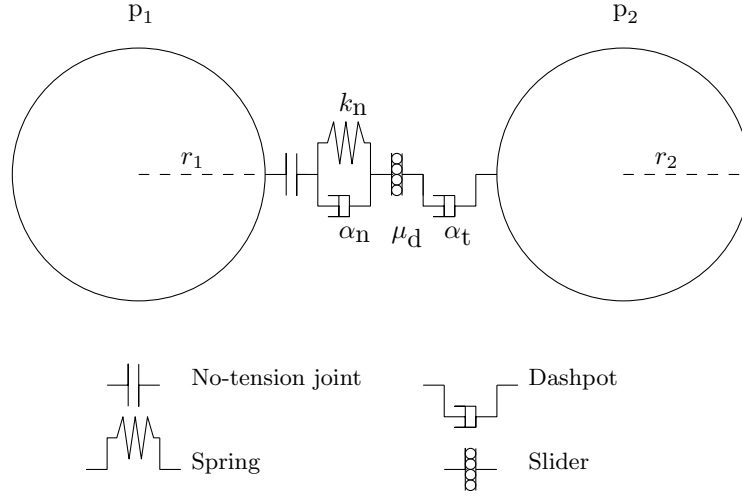 p1 p2
kn
r1 r2
αn μd αt
No-tension joint Dashpot
Spring Slider